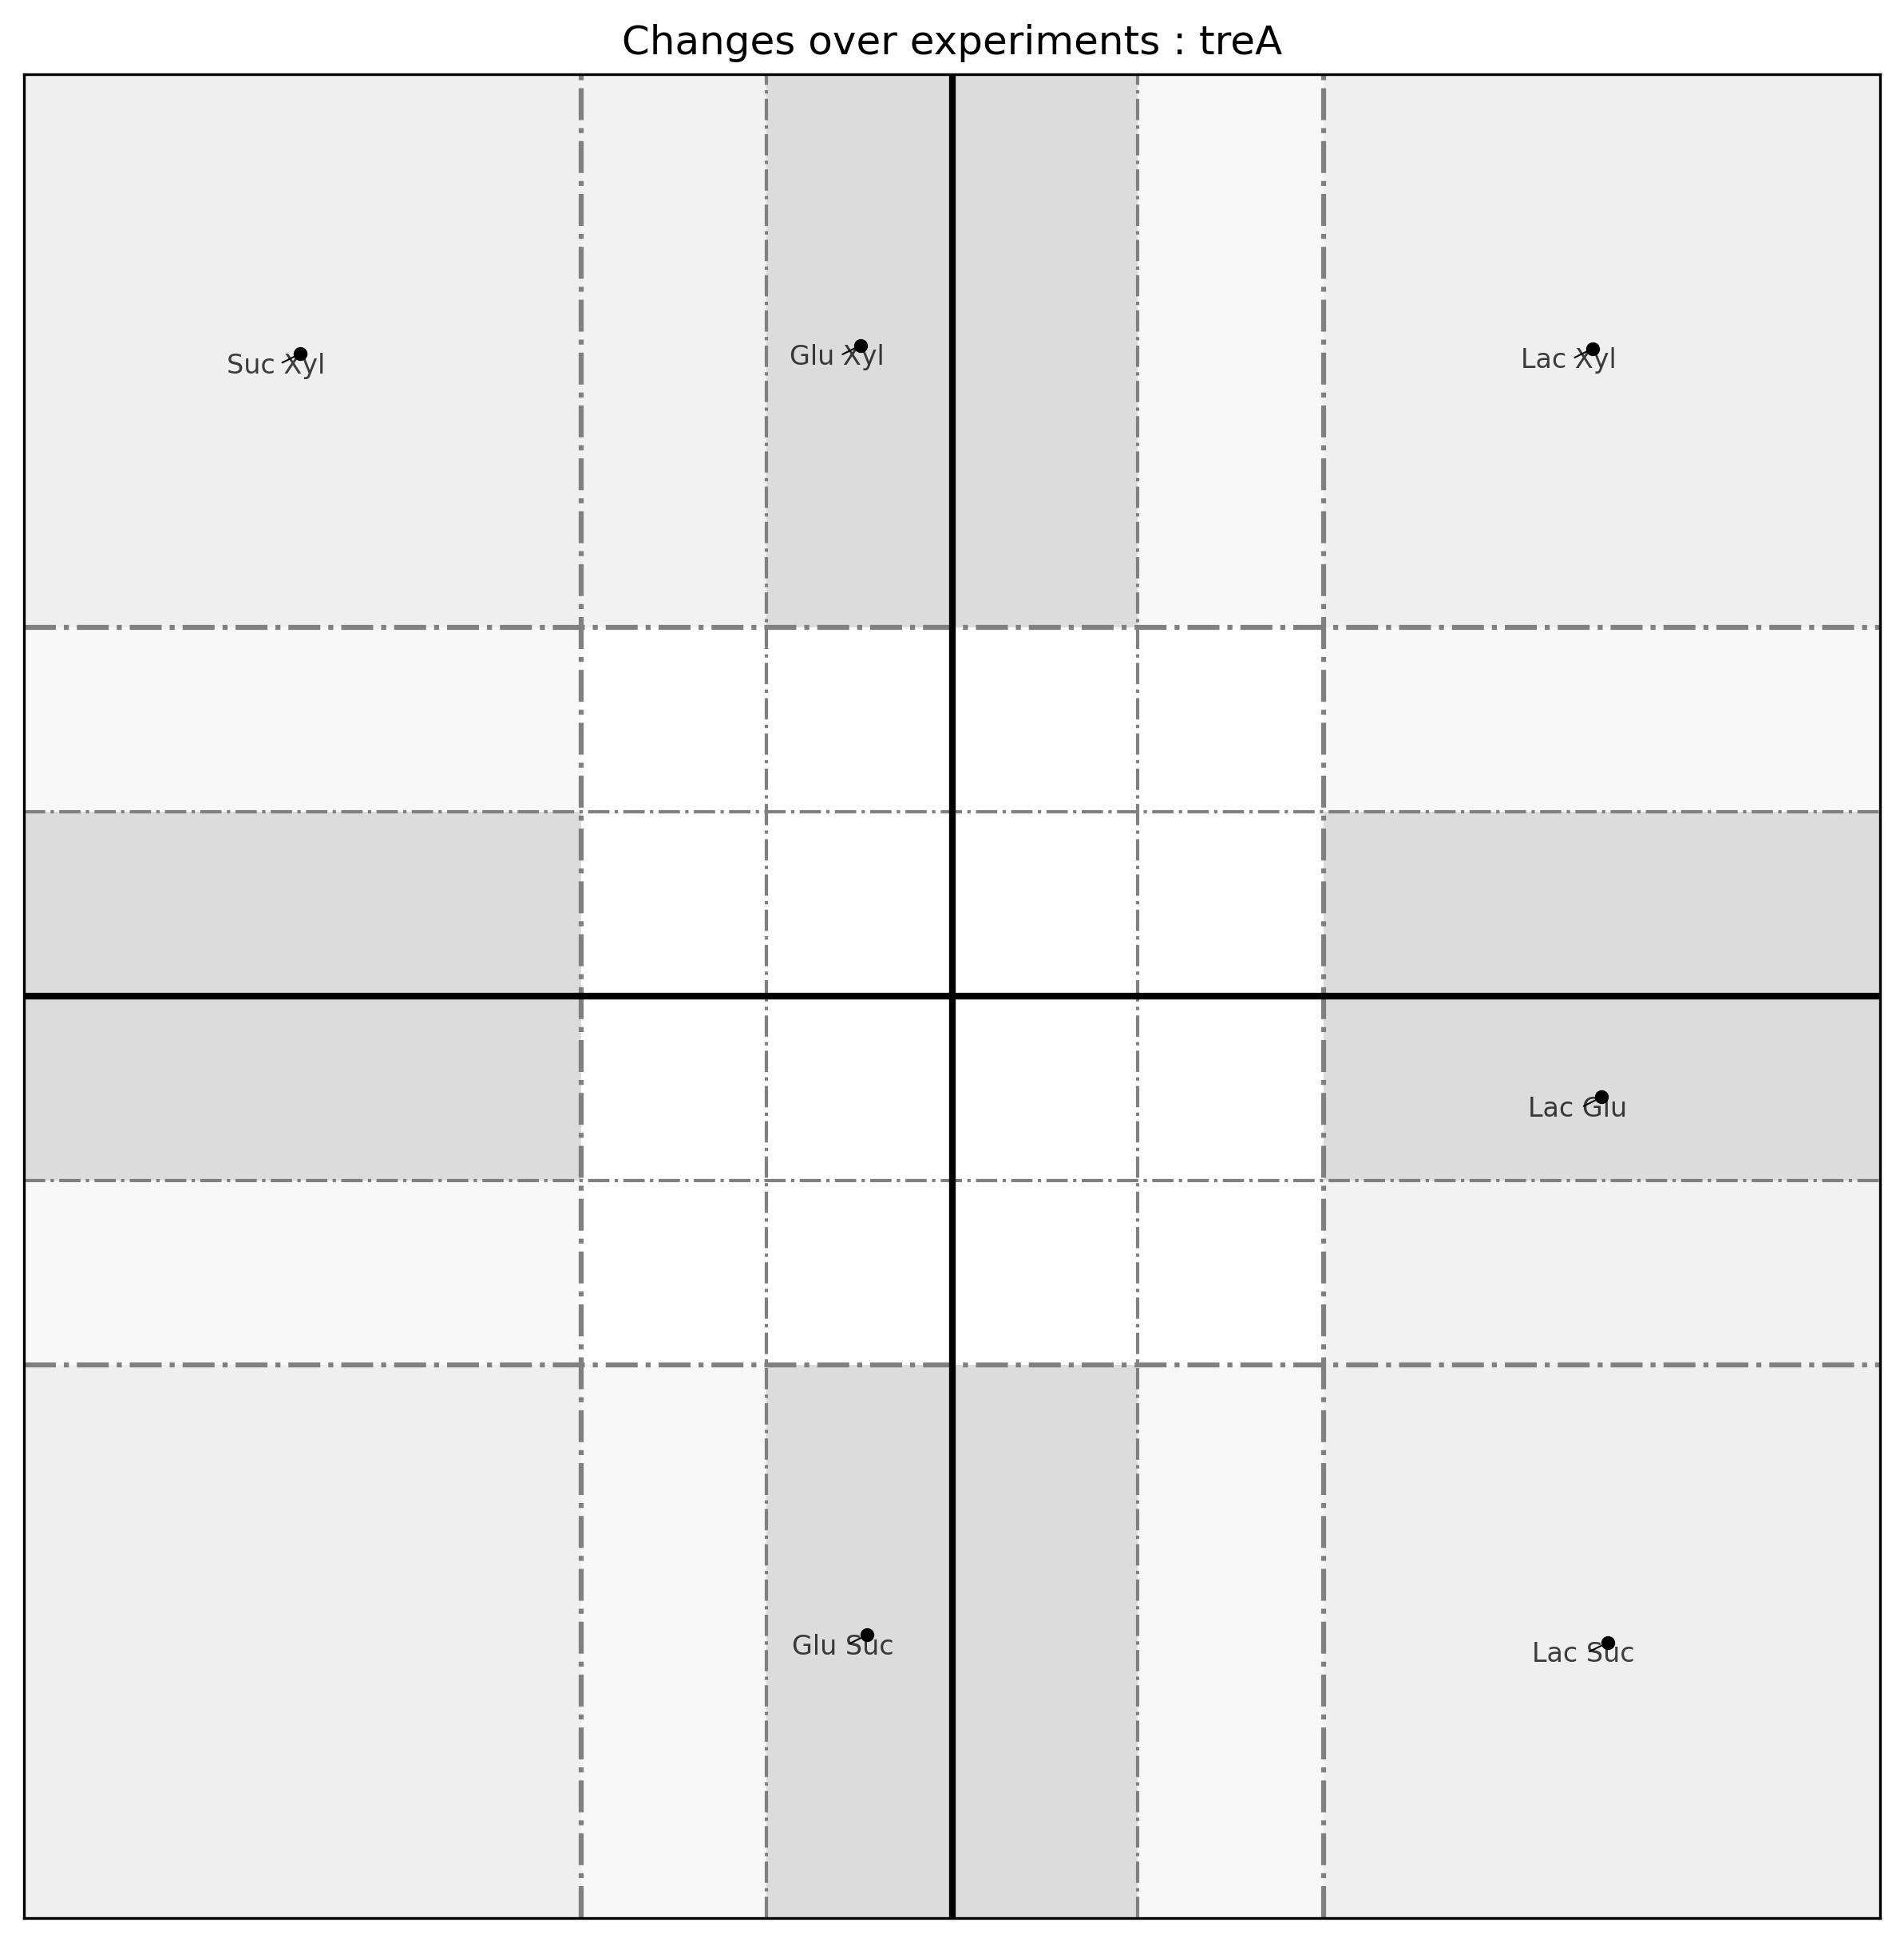 Changes over experiments : treA
Suc Xyl
Glu Xyl
Lac Xyl
Lac Glu
Glu Suc
Lac Suc